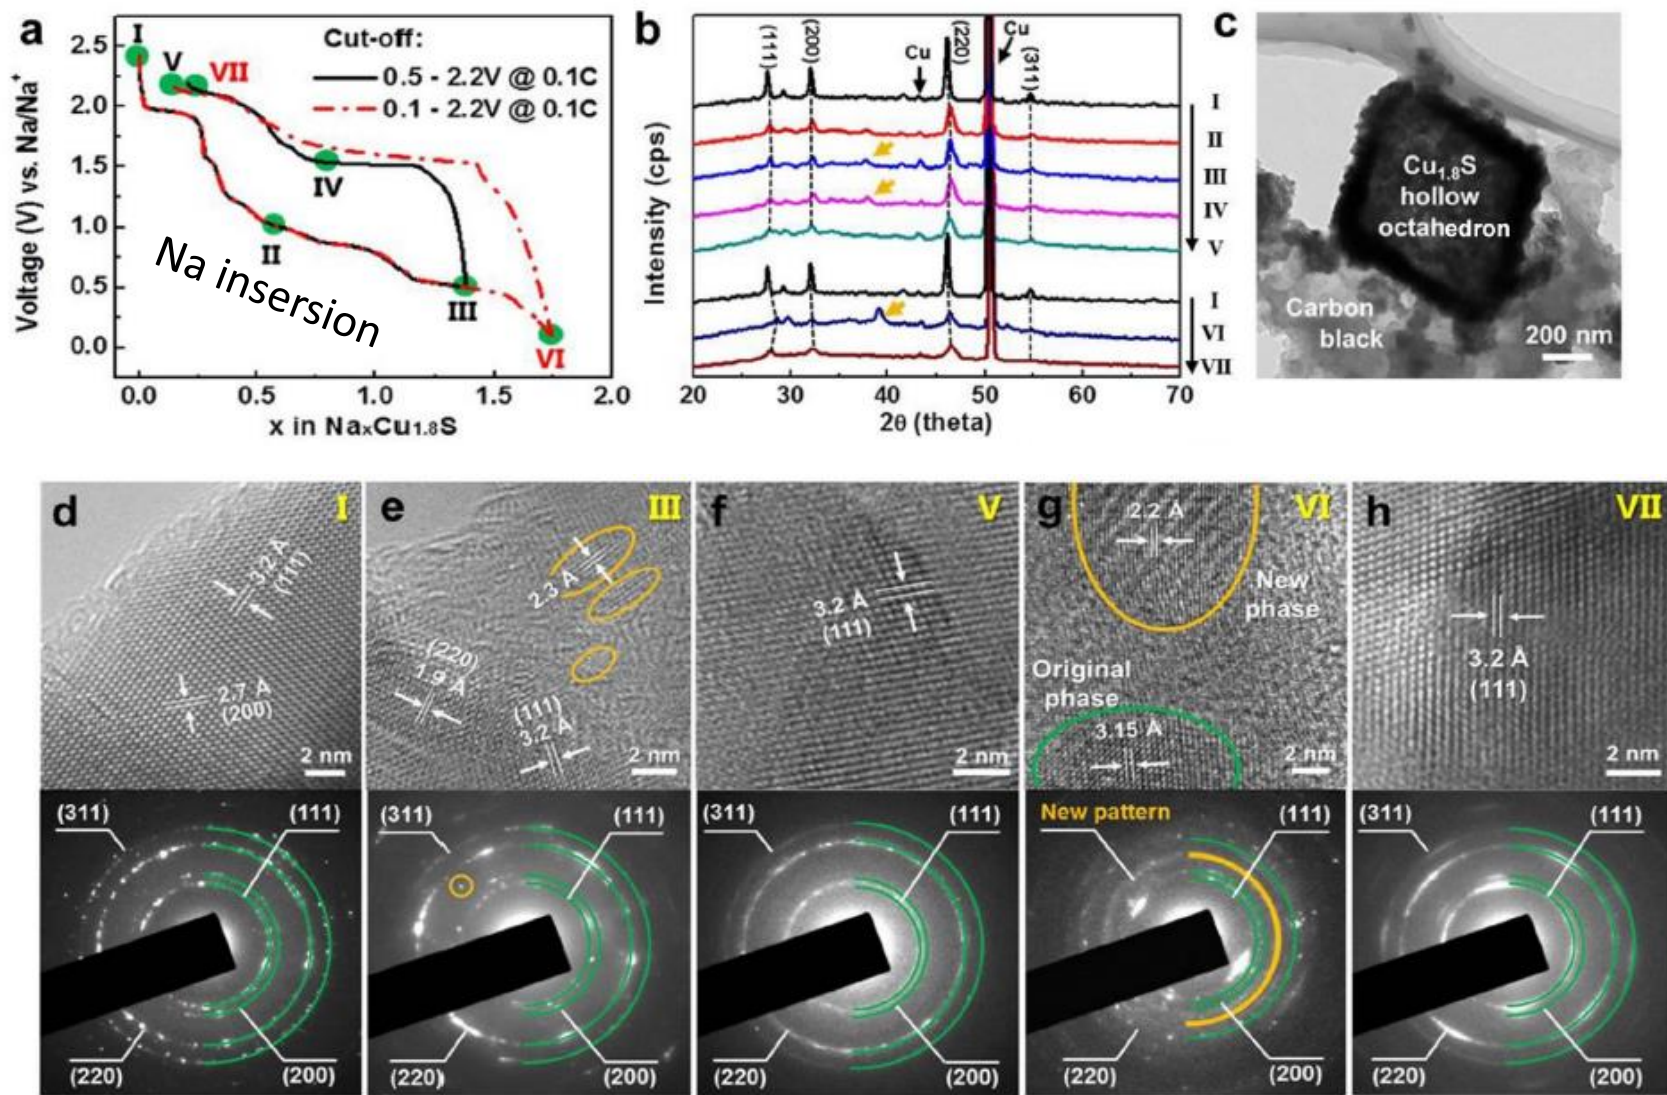 a
I
V
VII
Cut-off:
0.5 - 2.2V @ 0.1C
0.1 - 2.2V @ 0.1C
IV
II
III
VI
Na insersion
2.5
2.0
1.5
1.0
0.5
0.0
Voltage (V) vs. Na/Na⁺
0.0 0.5 1.0 1.5 2.0
x in NaₓCu₁.₈S
b
(111)
(200)
Cu
(220)
Cu
(311)
I
II
III
IV
V
I
VI
VII
Intensity (cps)
20 30 40 50 60 70
2θ (theta)
c
Cu₁.₈S
hollow
octahedron
Carbon
black
200 nm
d
I
3.2 Å
(111)
2.7 Å
(200)
2 nm
(311)
(111)
(220)
(200)
e
III
2.3 Å
(220)
1.9 Å
(111)
3.2 Å
2 nm
(311)
(111)
(220)
(200)
f
V
3.2 Å
(111)
2 nm
(311)
(111)
(220)
(200)
g
VI
2.2 Å
New
phase
Original
phase
3.15 Å
2 nm
New pattern
(111)
(220)
(200)
h
VII
3.2 Å
(111)
2 nm
(311)
(111)
(220)
(200)